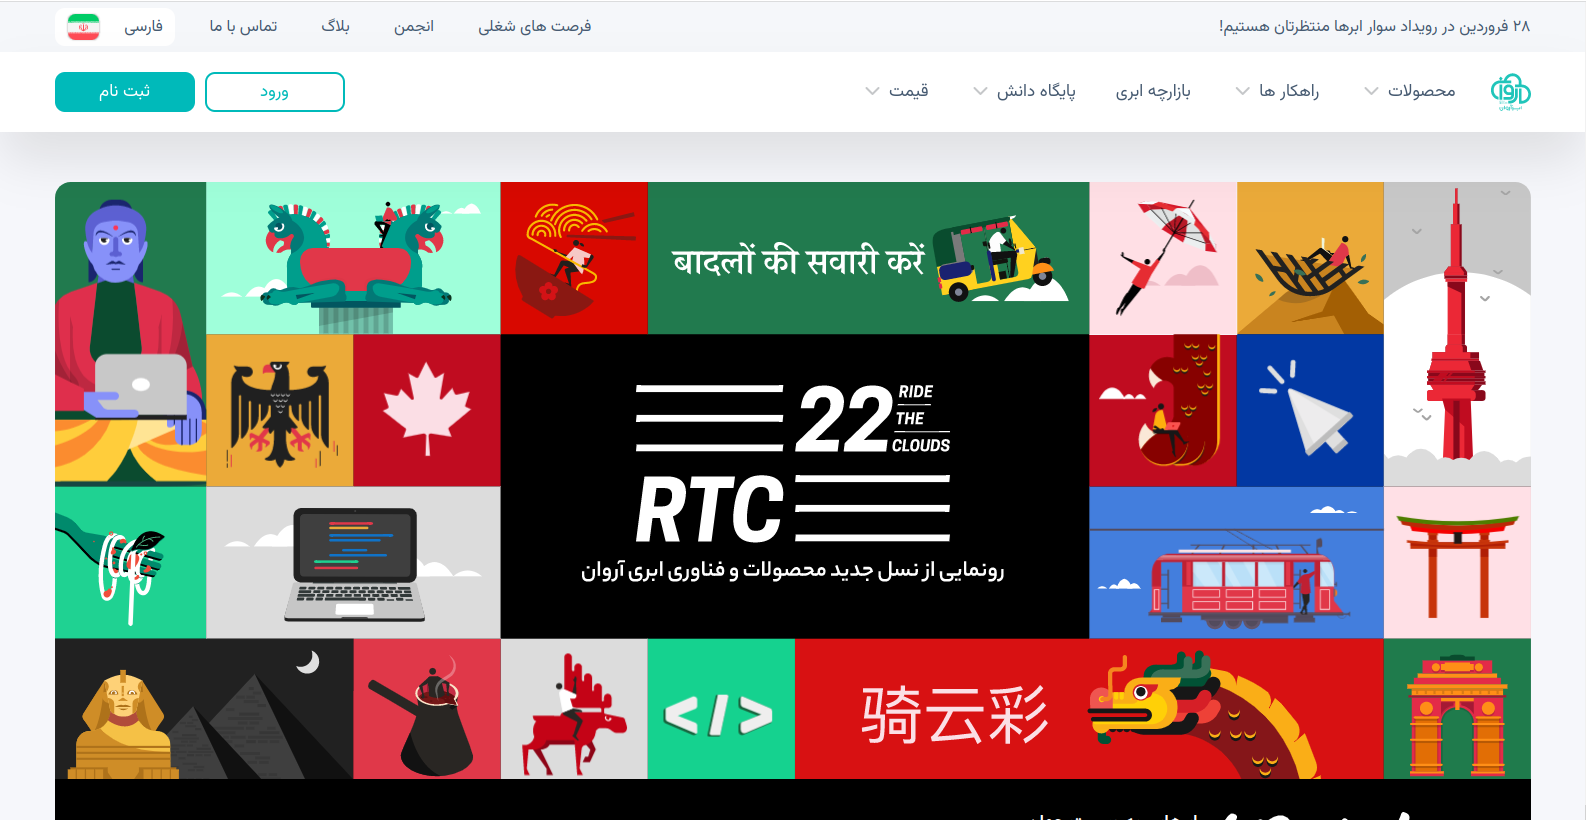 ۲۸ فروردین در رویداد سوار ابرها منتظرتان هستیم!
فرصت های شغلی
انجمن
بلاگ
تماس با ما
فارسی
محصولات
راهکار ها
بازارچه ابری
پایگاه دانش
قیمت
ورود
ثبت نام
बादलों की सवारी करें
22 RIDE
THE
CLOUDS
RTC
رونمایی از نسل جدید محصولات و فناوری ابری آروان
</>
骑云彩